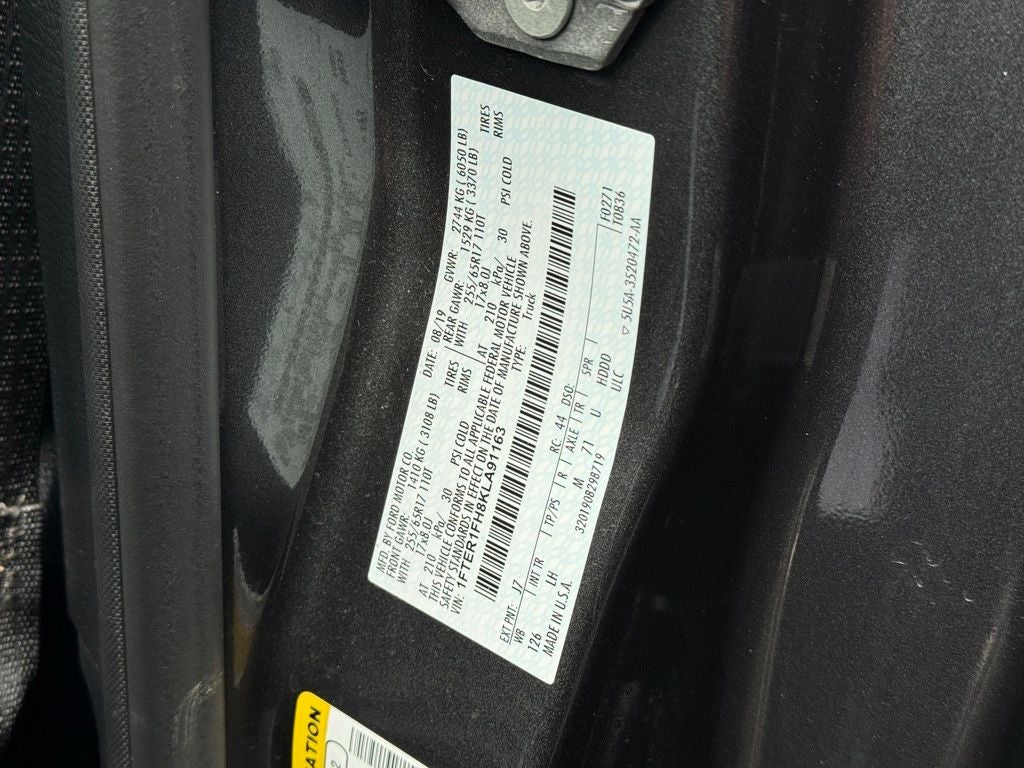 MFD. BY FORD MOTOR CO.
DATE: 08/19 GVWR: 2744 KG ( 6050 LB)
FRONT GAWR: 1410 KG ( 3108 LB) REAR GAWR: 1529 KG ( 3370 LB)
WITH 255/65R17 110T TIRES WITH 255/65R17 110T TIRES
17x8.0J RIMS 17x8.0J RIMS
AT 210 kPa/ 30 PSI COLD AT 210 kPa/ 30 PSI COLD
THIS VEHICLE CONFORMS TO ALL APPLICABLE FEDERAL MOTOR VEHICLE
SAFETY STANDARDS IN EFFECT ON THE DATE OF MANUFACTURE SHOWN ABOVE.
VIN: 1FTER1FH8KLA91163 TYPE: Truck
EXT PNT: J7 RC: 44 DSO:
WB | INT TR | TP/PS | R | AXLE | TR | SPR | F0271
126 LH M 71 U HDDD T0836
MADE IN U.S.A. 3201908298719 ULC
▽ 5U5A-3520472-AA
ATION